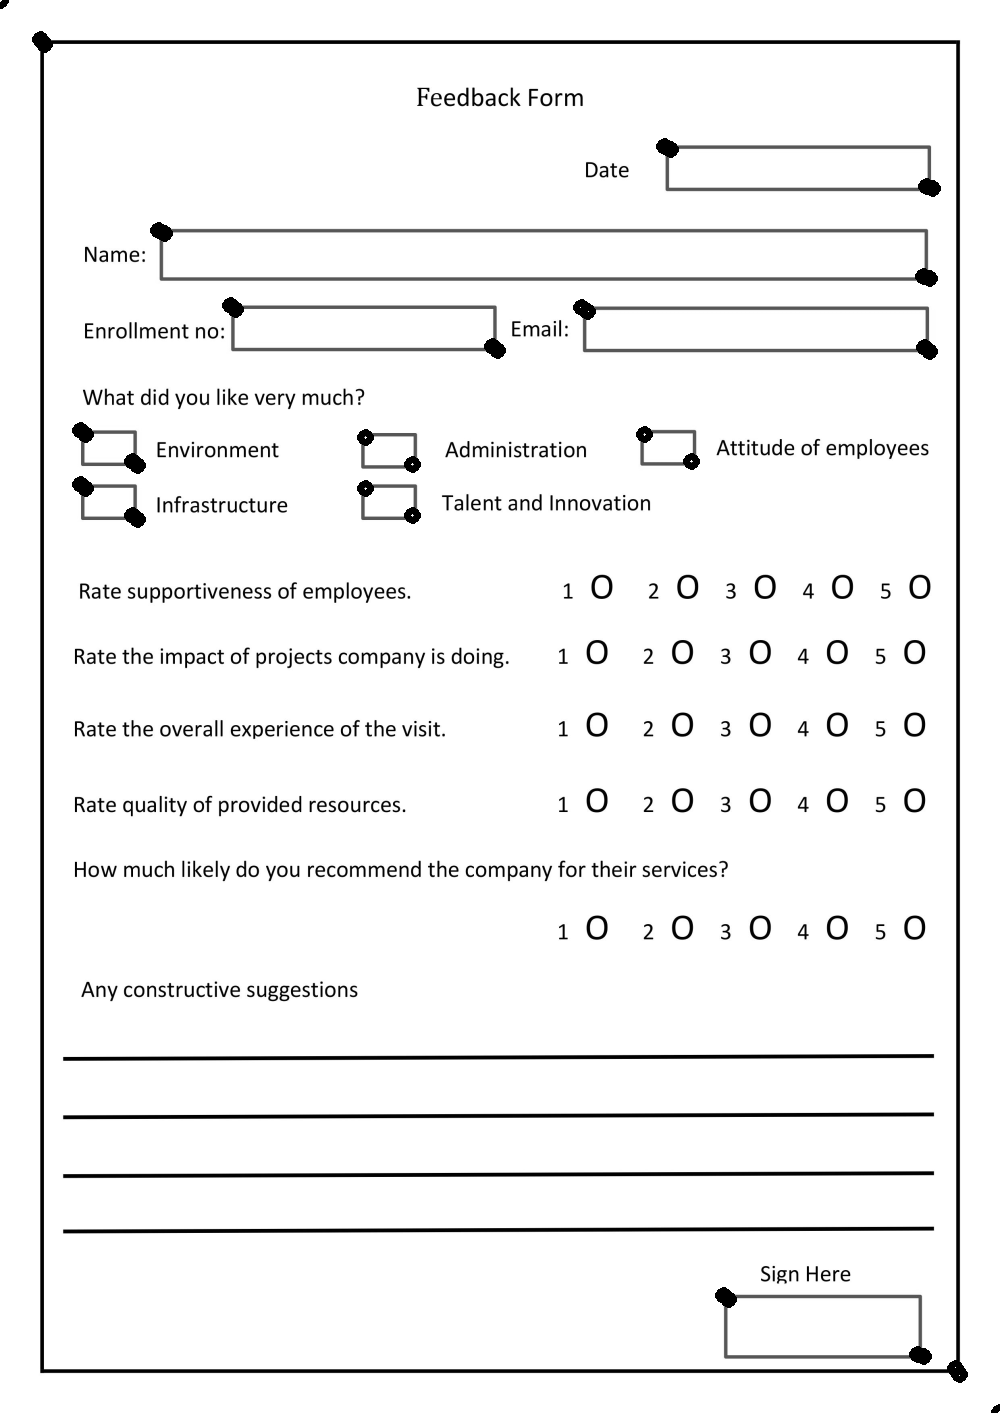 Feedback Form
Date
Name:
Enrollment no: Email:
What did you like very much?
Environment Administration Attitude of employees
Infrastructure Talent and Innovation
Rate supportiveness of employees. 1 O 2 O 3 O 4 O 5 O
Rate the impact of projects company is doing. 1 O 2 O 3 O 4 O 5 O
Rate the overall experience of the visit. 1 O 2 O 3 O 4 O 5 O
Rate quality of provided resources. 1 O 2 O 3 O 4 O 5 O
How much likely do you recommend the company for their services?
1 O 2 O 3 O 4 O 5 O
Any constructive suggestions
Sign Here